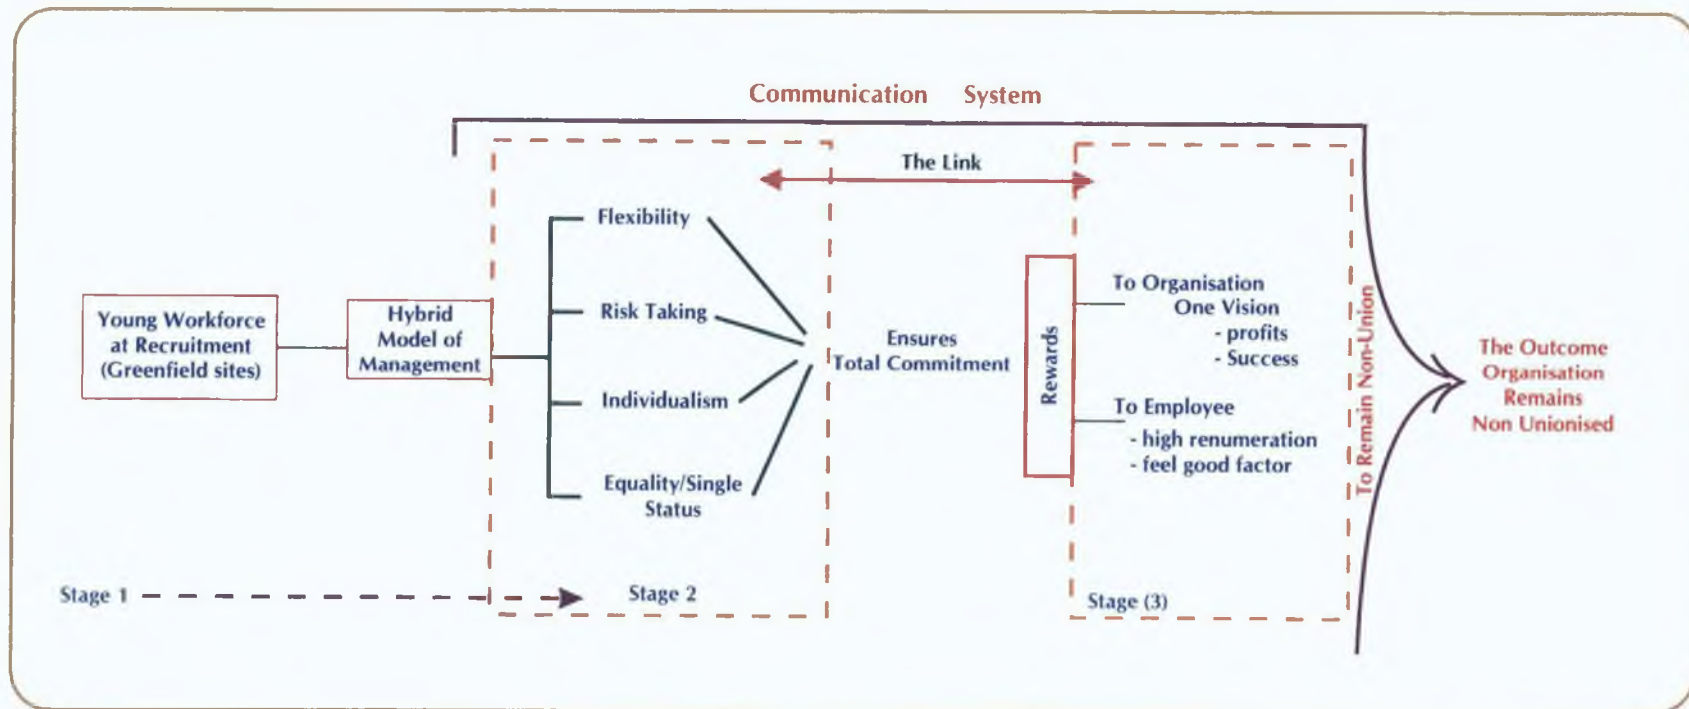 Communication System
The Link
Young Workforce
at Recruitment
(Greenfield sites)
Hybrid
Model of
Management
Flexibility
Risk Taking
Individualism
Equality/Single
Status
Ensures
Total Commitment
Rewards
To Organisation
One Vision
- profits
- Success
To Employee
- high renumeration
- feel good factor
To Remain Non-Union
The Outcome
Organisation
Remains
Non Unionised
Stage 1
Stage 2
Stage (3)